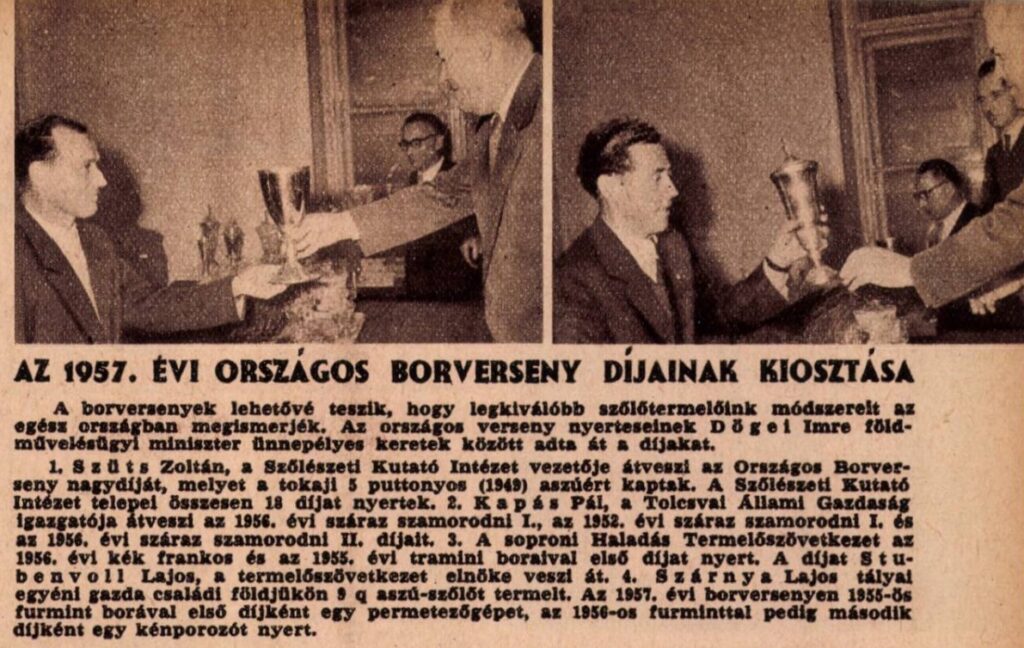 AZ 1957. ÉVI ORSZÁGOS BORVERSENY DÍJAINAK KIOSZTÁSA
A borversenyek lehetővé teszik, hogy legkiválóbb szőlőtermelőink módszereit az
egész országban megismerjék. Az országos verseny nyerteseinek Dögei Imre föld-
művelésügyi miniszter ünnepélyes keretek között adta át a díjakat.
1. Szüts Zoltán, a Szőlészeti Kutató Intézet vezetője átveszi az Országos Borver-
seny nagydíját, melyet a tokaji 5 puttonyos (1949) aszúért kaptak. A Szőlészeti Kutató
Intézet telepei összesen 18 díjat nyertek. 2. Kapás Pál, a Tolcsvai Állami Gazdaság
igazgatója átveszi az 1956. évi száraz szamorodni I., az 1952. évi száraz szamorodni I. és
az 1956. évi száraz szamorodni II. díjait. 3. A soproni Haladás Termelőszövetkezet az
1956. évi kék frankos és az 1955. évi tramini boraival első díjat nyert. A díjat Stu-
benvoll Lajos, a termelőszövetkezet elnöke veszi át. 4. Szárnya Lajos tályai
egyéni gazda családi földjükön 9 q aszú-szőlőt termelt. Az 1957. évi borversenyen 1955-ös
furmint borával első díjként egy permetezőgépet, az 1956-os furminttal pedig második
díjként egy kénporozót nyert.